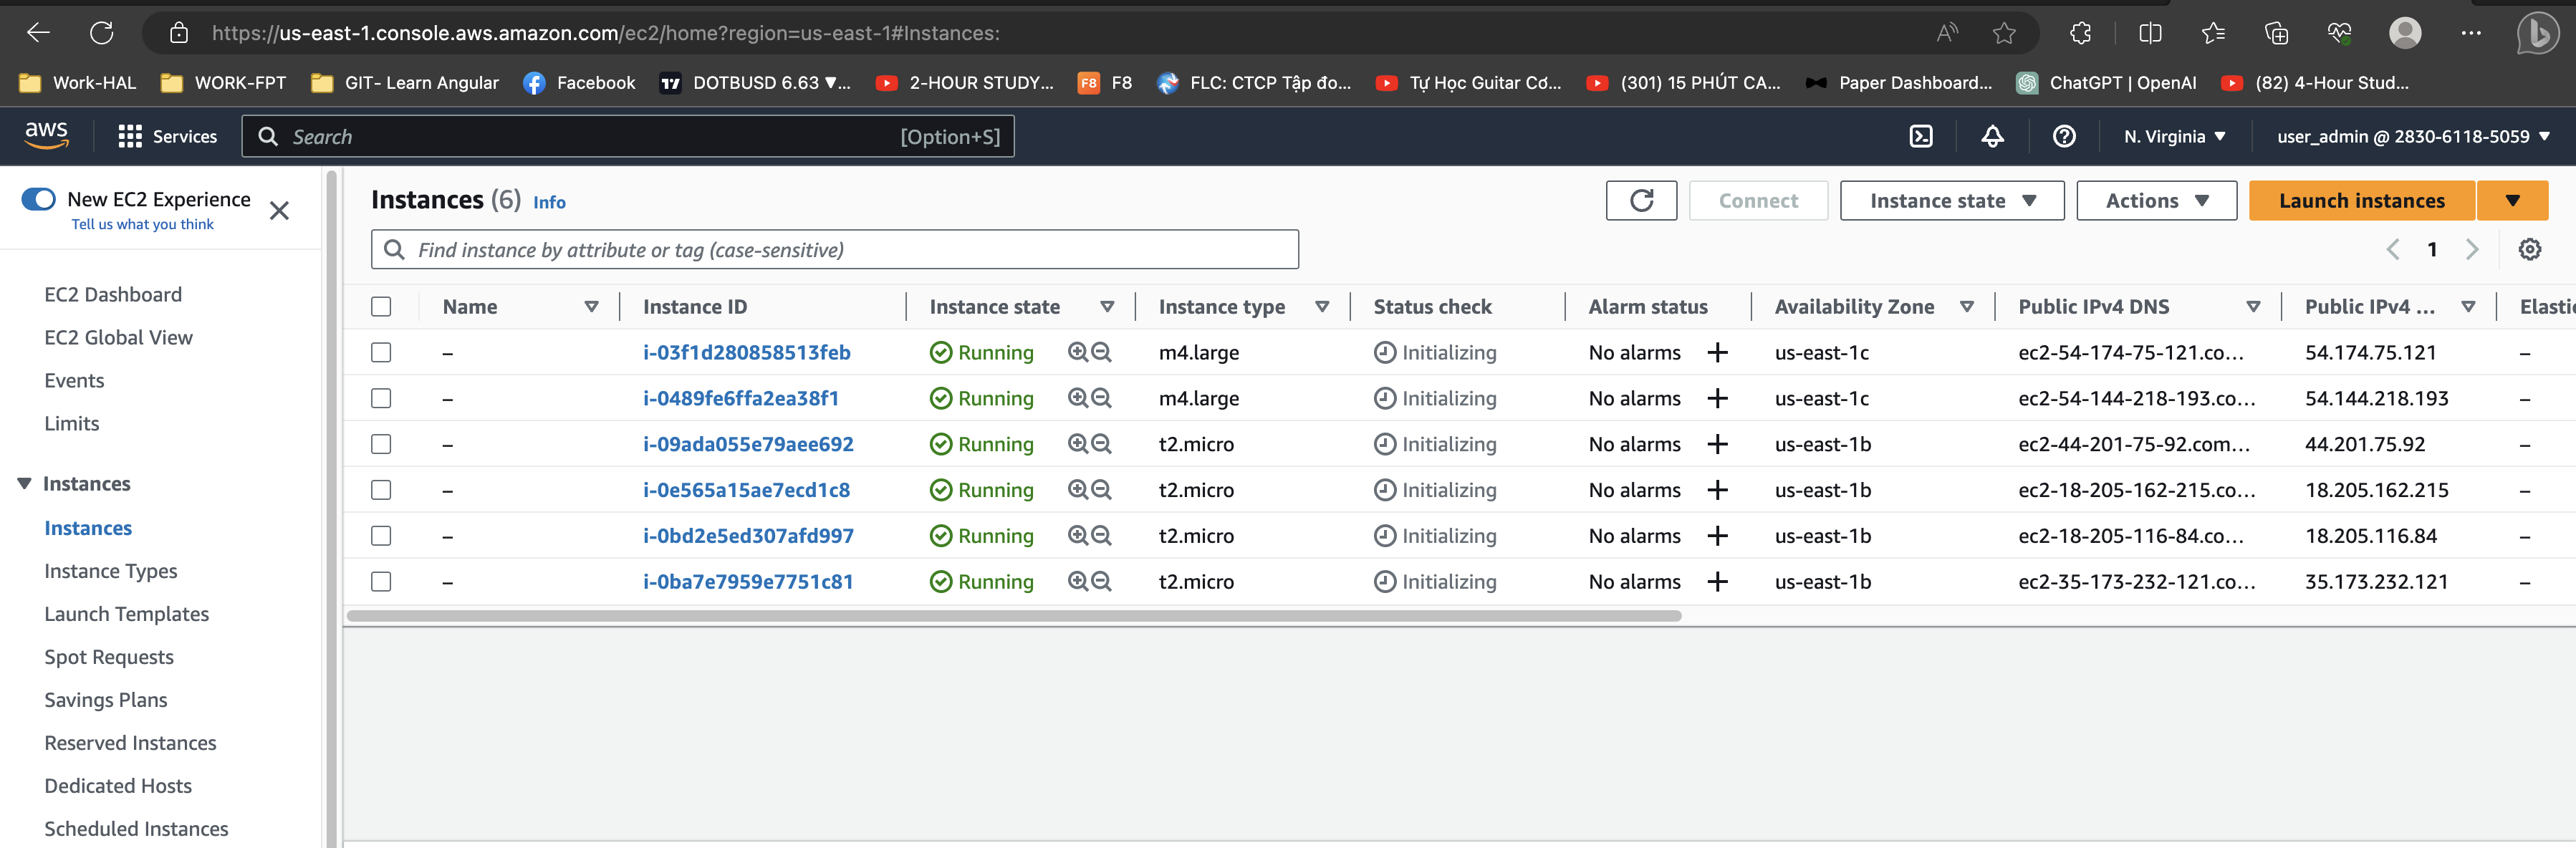 https://us-east-1.console.aws.amazon.com/ec2/home?region=us-east-1#Instances:
Work-HAL WORK-FPT GIT- Learn Angular Facebook DOTBUSD 6.63 ▼... 2-HOUR STUDY... F8 F8 FLC: CTCP Tập đo... Tự Học Guitar Cơ... (301) 15 PHÚT CA... Paper Dashboard... ChatGPT | OpenAI (82) 4-Hour Stud...
aws Services Search [Option+S] N. Virginia ▼ user_admin @ 2830-6118-5059 ▼
New EC2 Experience
Tell us what you think
EC2 Dashboard
EC2 Global View
Events
Limits
Instances
Instances
Instance Types
Launch Templates
Spot Requests
Savings Plans
Reserved Instances
Dedicated Hosts
Scheduled Instances
Instances (6) Info Connect Instance state ▼ Actions ▼ Launch instances ▼
Find instance by attribute or tag (case-sensitive) 1
Name Instance ID Instance state Instance type Status check Alarm status Availability Zone Public IPv4 DNS Public IPv4 ... Elastic
– i-03f1d280858513feb Running m4.large Initializing No alarms + us-east-1c ec2-54-174-75-121.co... 54.174.75.121 –
– i-0489fe6ffa2ea38f1 Running m4.large Initializing No alarms + us-east-1c ec2-54-144-218-193.co... 54.144.218.193 –
– i-09ada055e79aee692 Running t2.micro Initializing No alarms + us-east-1b ec2-44-201-75-92.com... 44.201.75.92 –
– i-0e565a15ae7ecd1c8 Running t2.micro Initializing No alarms + us-east-1b ec2-18-205-162-215.co... 18.205.162.215 –
– i-0bd2e5ed307afd997 Running t2.micro Initializing No alarms + us-east-1b ec2-18-205-116-84.co... 18.205.116.84 –
– i-0ba7e7959e7751c81 Running t2.micro Initializing No alarms + us-east-1b ec2-35-173-232-121.co... 35.173.232.121 –